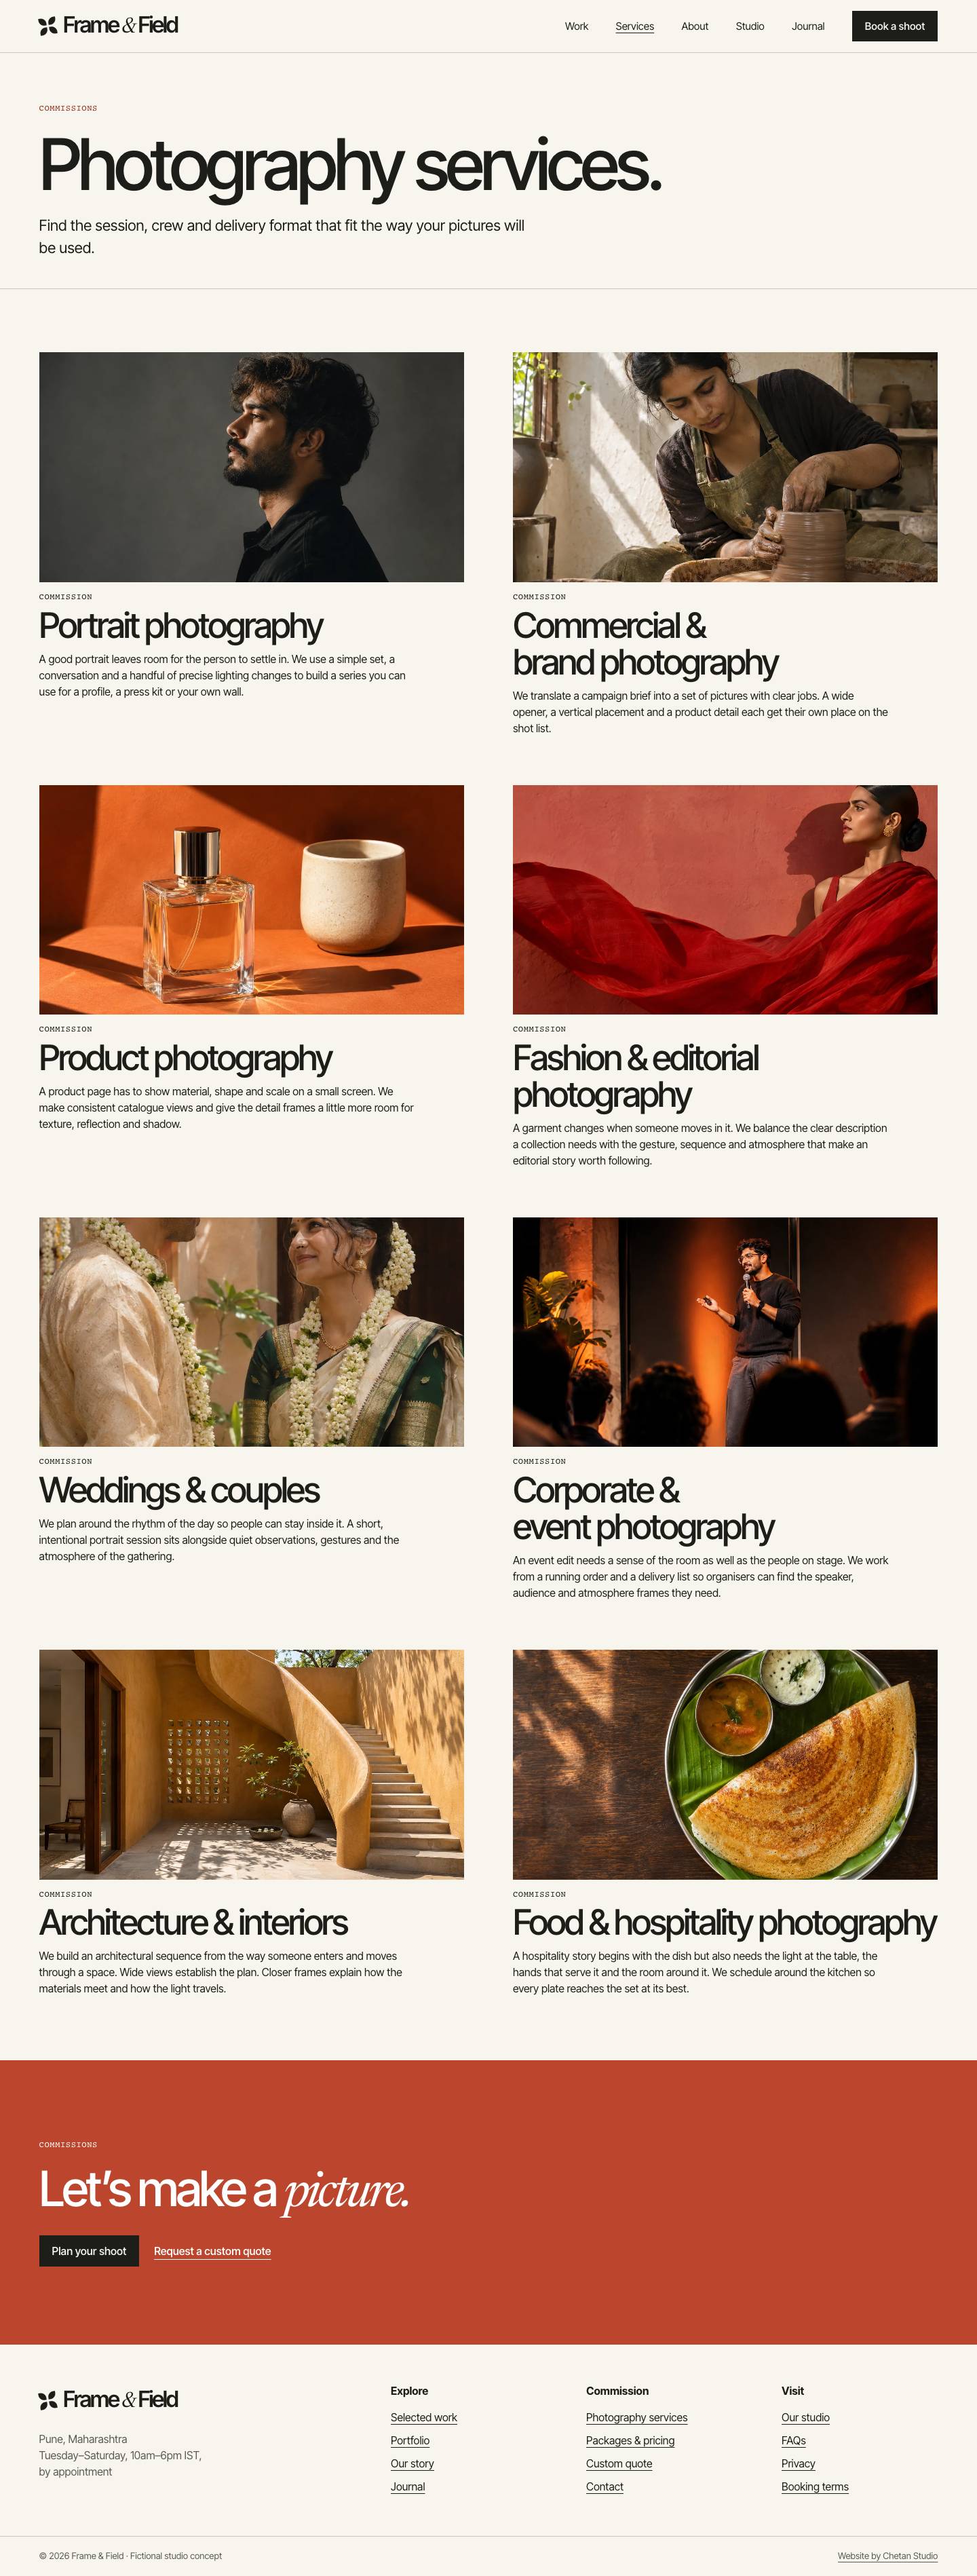 Frame & Field
Work
Services
About
Studio
Journal
Book a shoot
COMMISSIONS
Photography services.
Find the session, crew and delivery format that fit the way your pictures will
be used.
COMMISSION
Portrait photography
A good portrait leaves room for the person to settle in. We use a simple set, a
conversation and a handful of precise lighting changes to build a series you can
use for a profile, a press kit or your own wall.
COMMISSION
Commercial &
brand photography
We translate a campaign brief into a set of pictures with clear jobs. A wide
opener, a vertical placement and a product detail each get their own place on the
shot list.
COMMISSION
Product photography
A product page has to show material, shape and scale on a small screen. We
make consistent catalogue views and give the detail frames a little more room for
texture, reflection and shadow.
COMMISSION
Fashion & editorial
photography
A garment changes when someone moves in it. We balance the clear description
a collection needs with the gesture, sequence and atmosphere that make an
editorial story worth following.
COMMISSION
Weddings & couples
We plan around the rhythm of the day so people can stay inside it. A short,
intentional portrait session sits alongside quiet observations, gestures and the
atmosphere of the gathering.
COMMISSION
Corporate &
event photography
An event edit needs a sense of the room as well as the people on stage. We work
from a running order and a delivery list so organisers can find the speaker,
audience and atmosphere frames they need.
COMMISSION
Architecture & interiors
We build an architectural sequence from the way someone enters and moves
through a space. Wide views establish the plan. Closer frames explain how the
materials meet and how the light travels.
COMMISSION
Food & hospitality photography
A hospitality story begins with the dish but also needs the light at the table, the
hands that serve it and the room around it. We schedule around the kitchen so
every plate reaches the set at its best.
COMMISSIONS
Let’s make a picture.
Plan your shoot
Request a custom quote
Frame & Field
Pune, Maharashtra
Tuesday–Saturday, 10am–6pm IST,
by appointment
Explore
Selected work
Portfolio
Our story
Journal
Commission
Photography services
Packages & pricing
Custom quote
Contact
Visit
Our studio
FAQs
Privacy
Booking terms
© 2026 Frame & Field · Fictional studio concept
Website by Chetan Studio